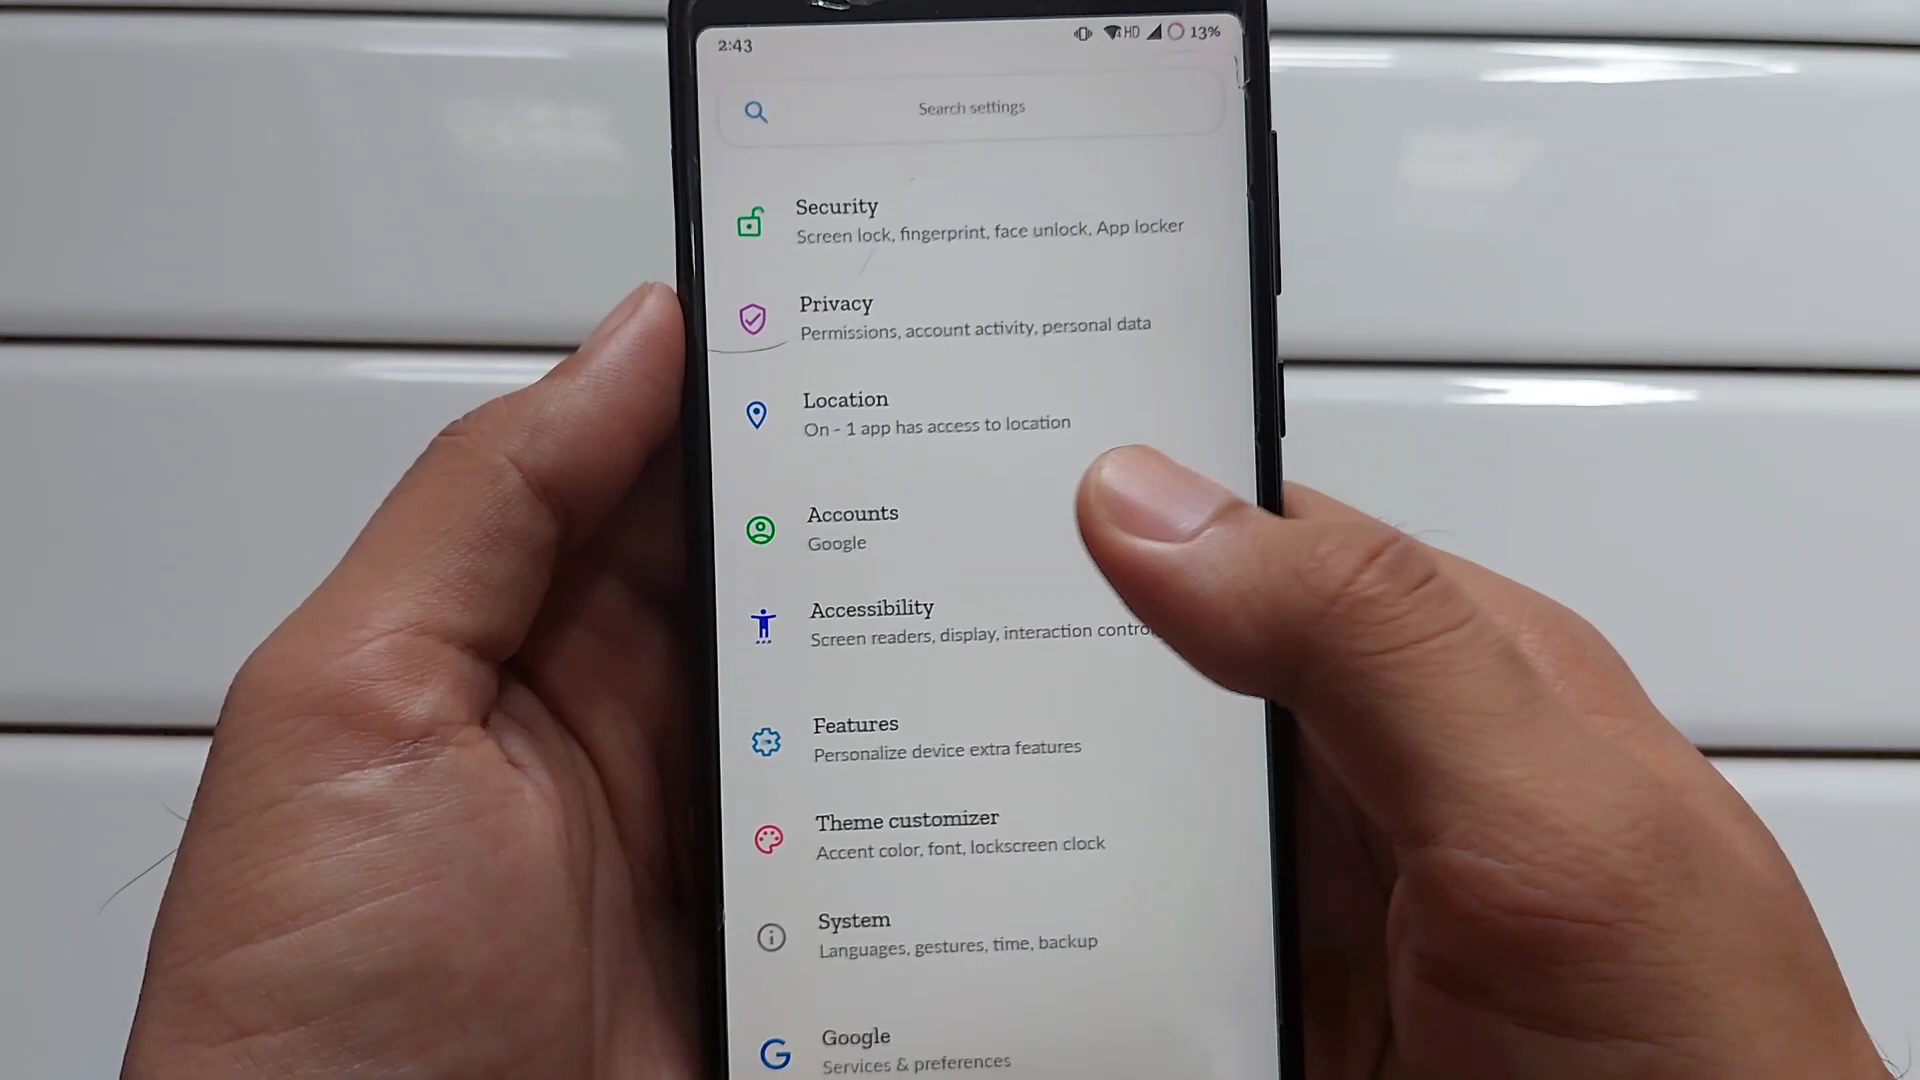 2:43
HD 13%
Search settings
Security
Screen lock, fingerprint, face unlock, App locker
Privacy
Permissions, account activity, personal data
Location
On - 1 app has access to location
Accounts
Google
Accessibility
Screen readers, display, interaction
Features
Personalize device extra features
Theme customizer
Accent color, font, lockscreen clock
System
Languages, gestures, time, backup
Google
Services & preferences